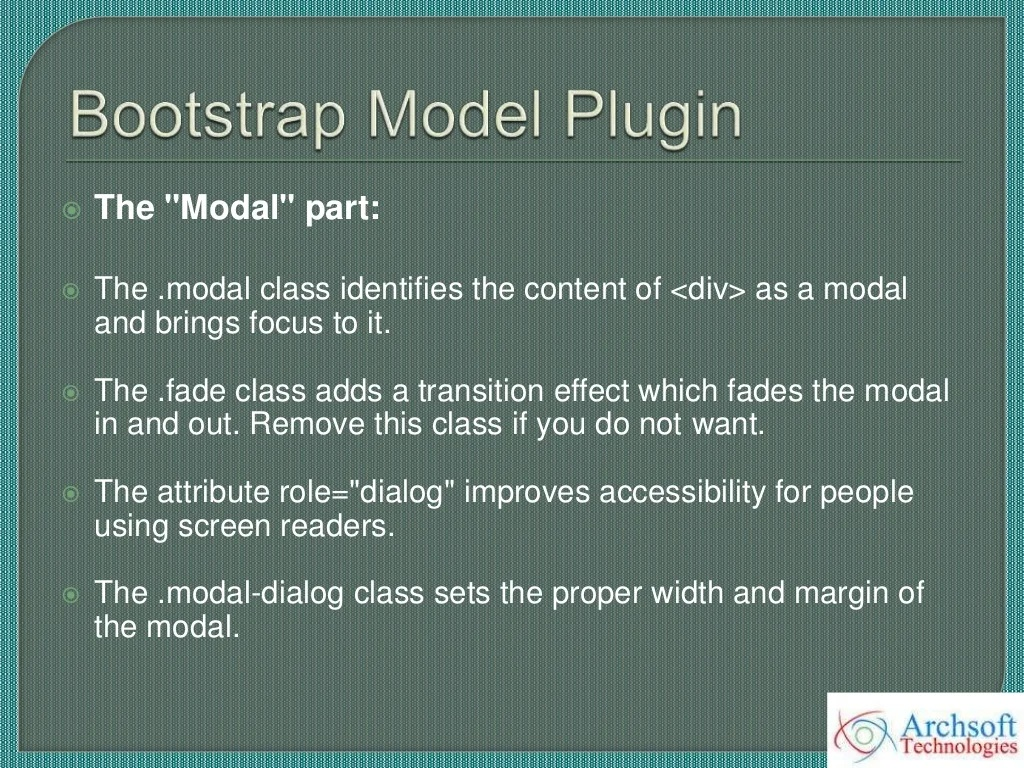 Bootstrap Model Plugin
The "Modal" part:
The .modal class identifies the content of <div> as a modal
and brings focus to it.
The .fade class adds a transition effect which fades the modal
in and out. Remove this class if you do not want.
The attribute role="dialog" improves accessibility for people
using screen readers.
The .modal-dialog class sets the proper width and margin of
the modal.
Archsoft
Technologies